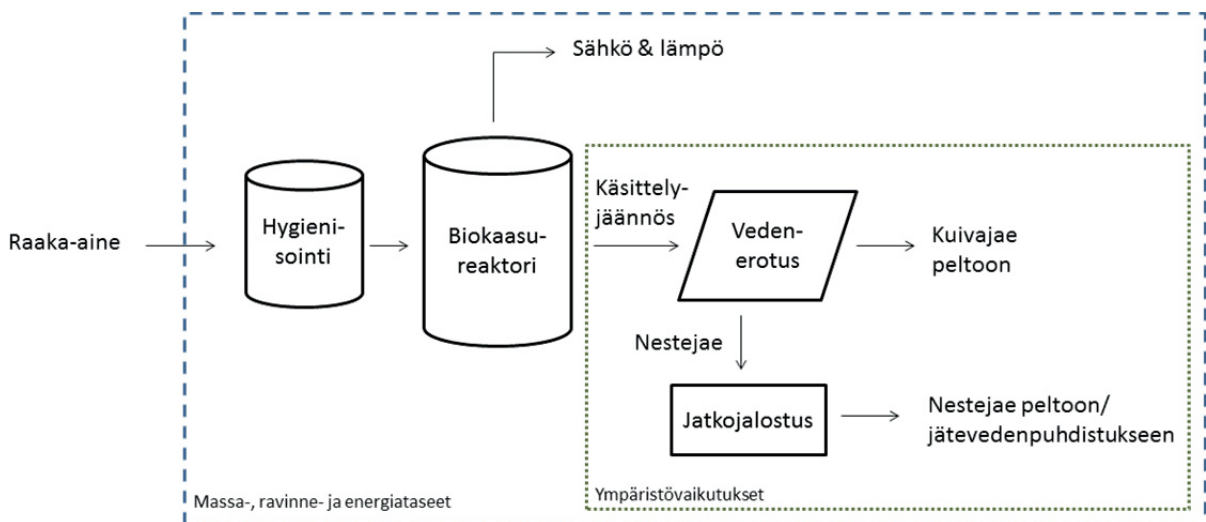 Sähkö & lämpö
Raaka-aine
Hygieni-
sointi
Biokaasu-
reaktori
Käsittely-
jäännös
Veden-
erotus
Kuivajae
peltoon
Nestejae
Jatkojalostus
Nestejae peltoon/
jätevedenpuhdistukseen
Massa-, ravinne- ja energiataseet
Ympäristövaikutukset